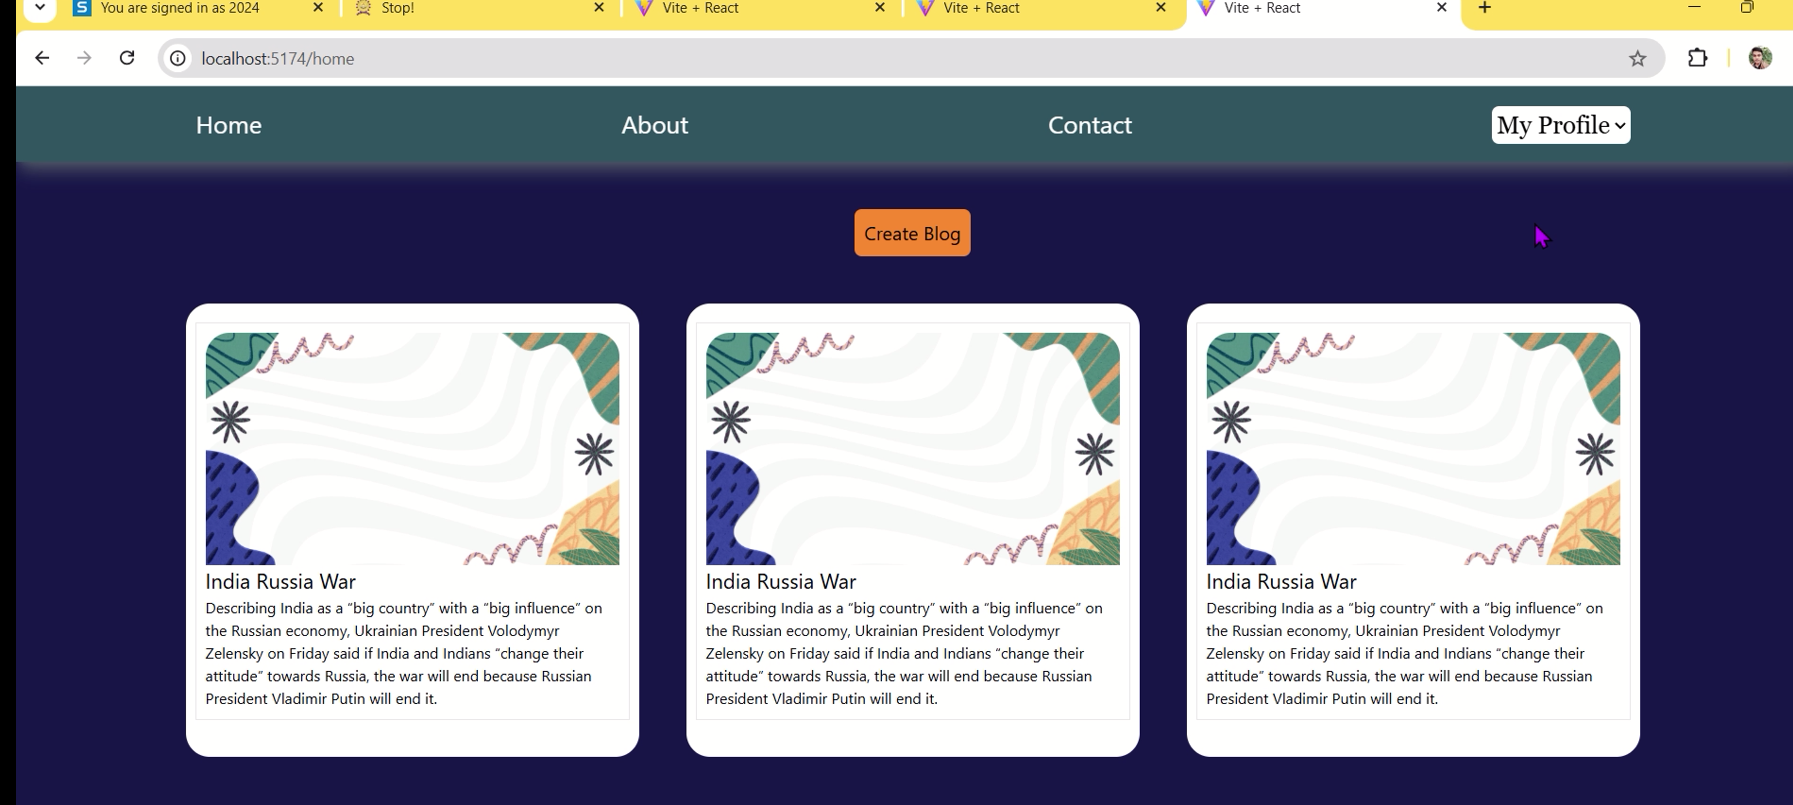 You are signed in as 2024
Stop!
Vite + React
Vite + React
Vite + React
localhost:5174/home
Home
About
Contact
My Profile
Create Blog
India Russia War
Describing India as a “big country” with a “big influence” on
the Russian economy, Ukrainian President Volodymyr
Zelensky on Friday said if India and Indians “change their
attitude” towards Russia, the war will end because Russian
President Vladimir Putin will end it.
India Russia War
Describing India as a “big country” with a “big influence” on
the Russian economy, Ukrainian President Volodymyr
Zelensky on Friday said if India and Indians “change their
attitude” towards Russia, the war will end because Russian
President Vladimir Putin will end it.
India Russia War
Describing India as a “big country” with a “big influence” on
the Russian economy, Ukrainian President Volodymyr
Zelensky on Friday said if India and Indians “change their
attitude” towards Russia, the war will end because Russian
President Vladimir Putin will end it.